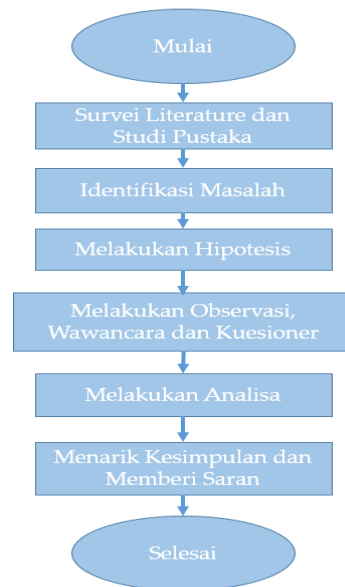 Mulai
Survei Literature dan
Studi Pustaka
Identifikasi Masalah
Melakukan Hipotesis
Melakukan Observasi,
Wawancara dan Kuesioner
Melakukan Analisa
Menarik Kesimpulan dan
Memberi Saran
Selesai